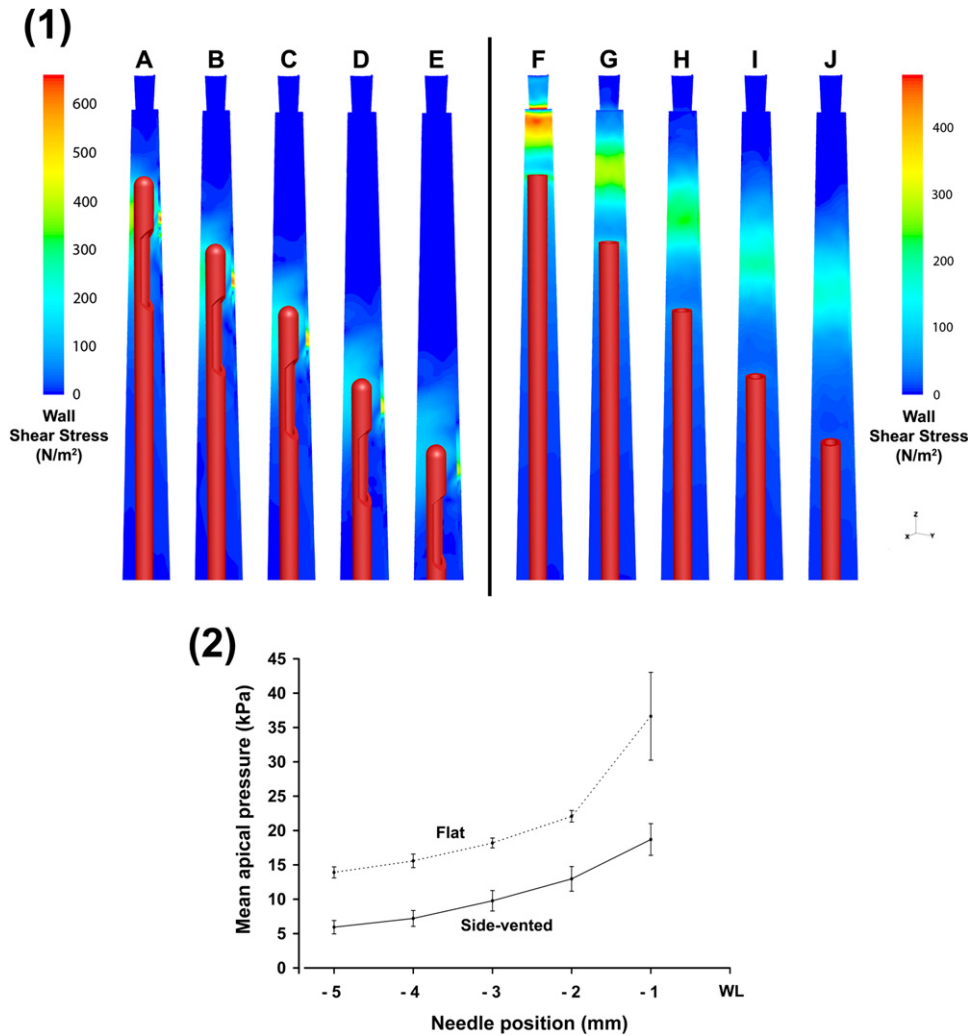 (1)
A B C D E F G H I J
600
500
400
300
200
100
0
Wall
Shear Stress
(N/m²)
400
300
200
100
0
Wall
Shear Stress
(N/m²)
Z
X Y
(2)
Mean apical pressure (kPa)
45
40
35
30
25
20
15
10
5
0
Flat
Side-vented
- 5 - 4 - 3 - 2 - 1 WL
Needle position (mm)